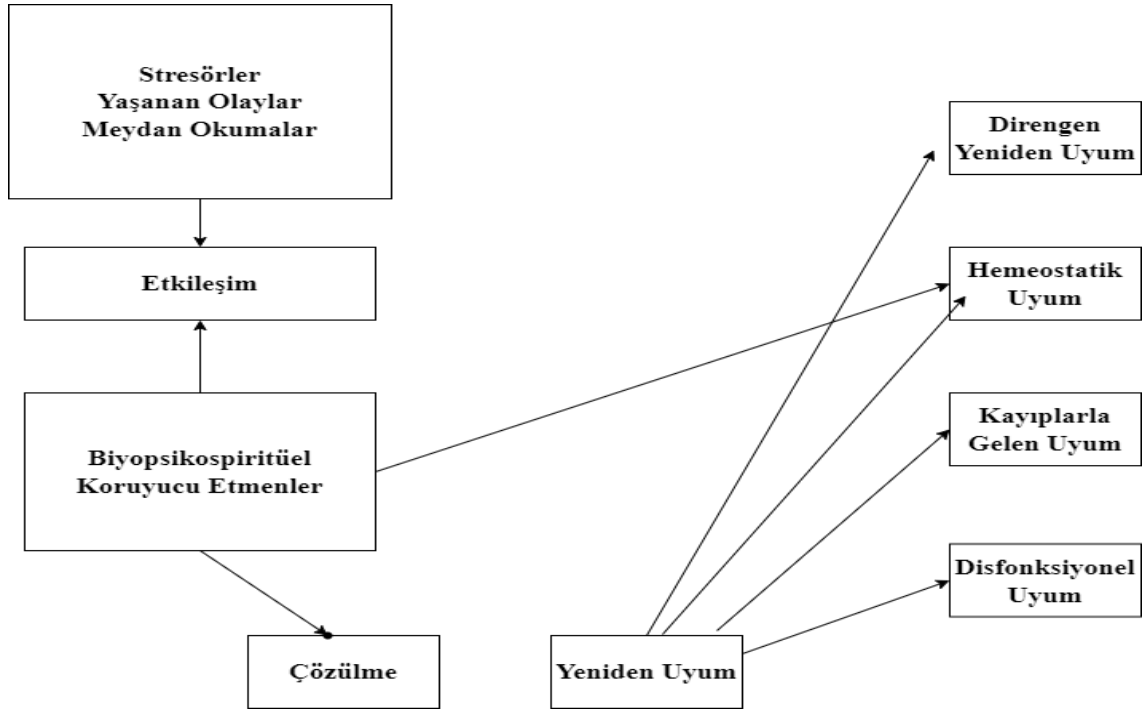 Stresörler
Yaşanan Olaylar
Meydan Okumalar
Etkileşim
Biyopsikospiritüel
Koruyucu Etmenler
Çözülme
Yeniden Uyum
Direngen
Yeniden Uyum
Hemeostatik
Uyum
Kayıplarla
Gelen Uyum
Disfonksiyonel
Uyum